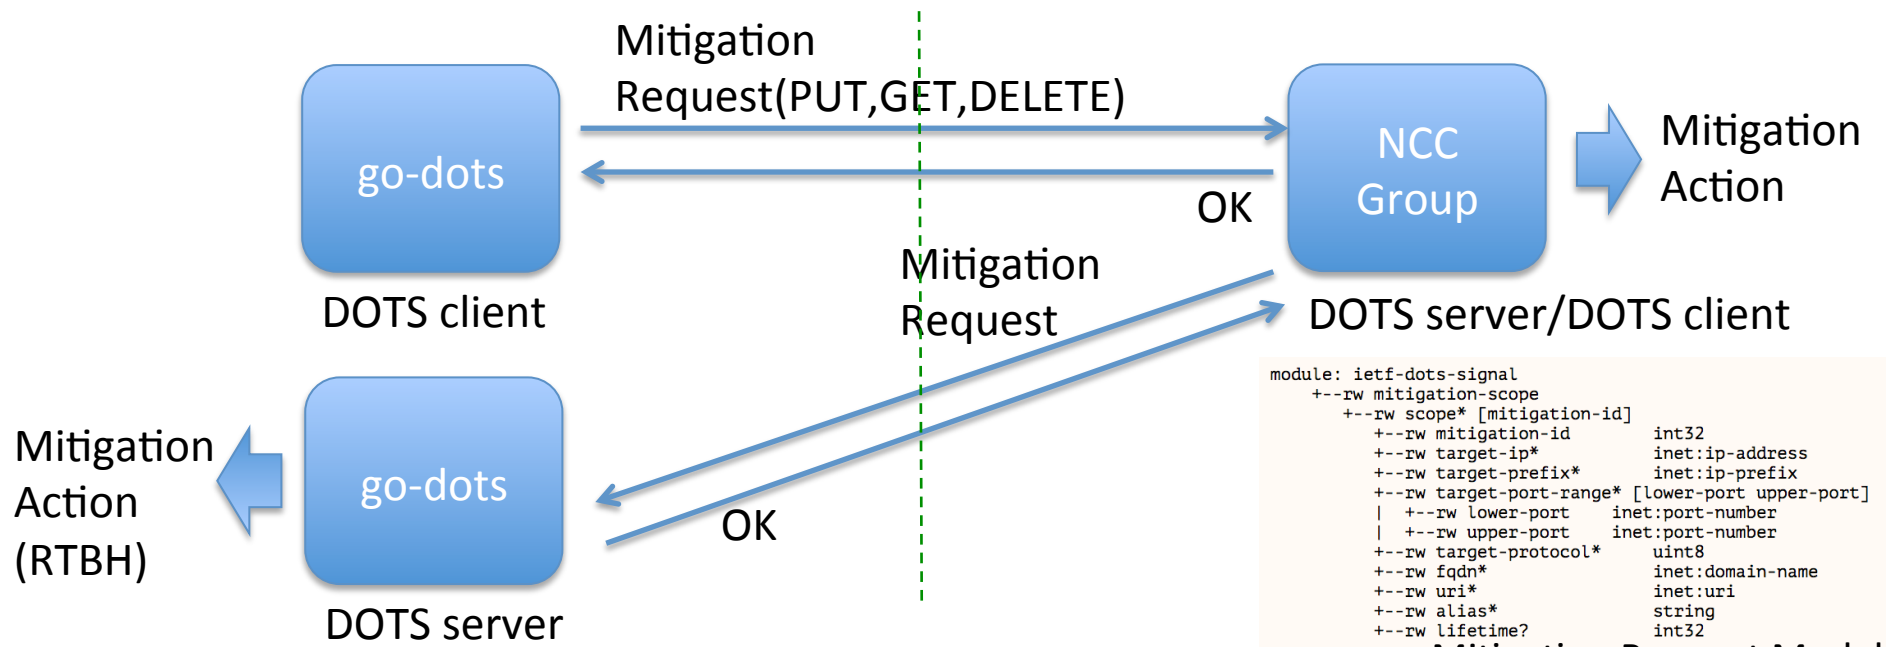 Mitigation
Request(PUT,GET,DELETE)
go-dots
NCC
Group
Mitigation
Action
OK
DOTS client
Mitigation
Request
DOTS server/DOTS client
module: ietf-dots-signal
+--rw mitigation-scope
+--rw scope* [mitigation-id]
+--rw mitigation-id int32
+--rw target-ip* inet:ip-address
+--rw target-prefix* inet:ip-prefix
+--rw target-port-range* [lower-port upper-port]
| +--rw lower-port inet:port-number
| +--rw upper-port inet:port-number
+--rw target-protocol* uint8
+--rw fqdn* inet:domain-name
+--rw uri* inet:uri
+--rw alias* string
+--rw lifetime? int32
Mitigation
Action
(RTBH)
go-dots
OK
DOTS server